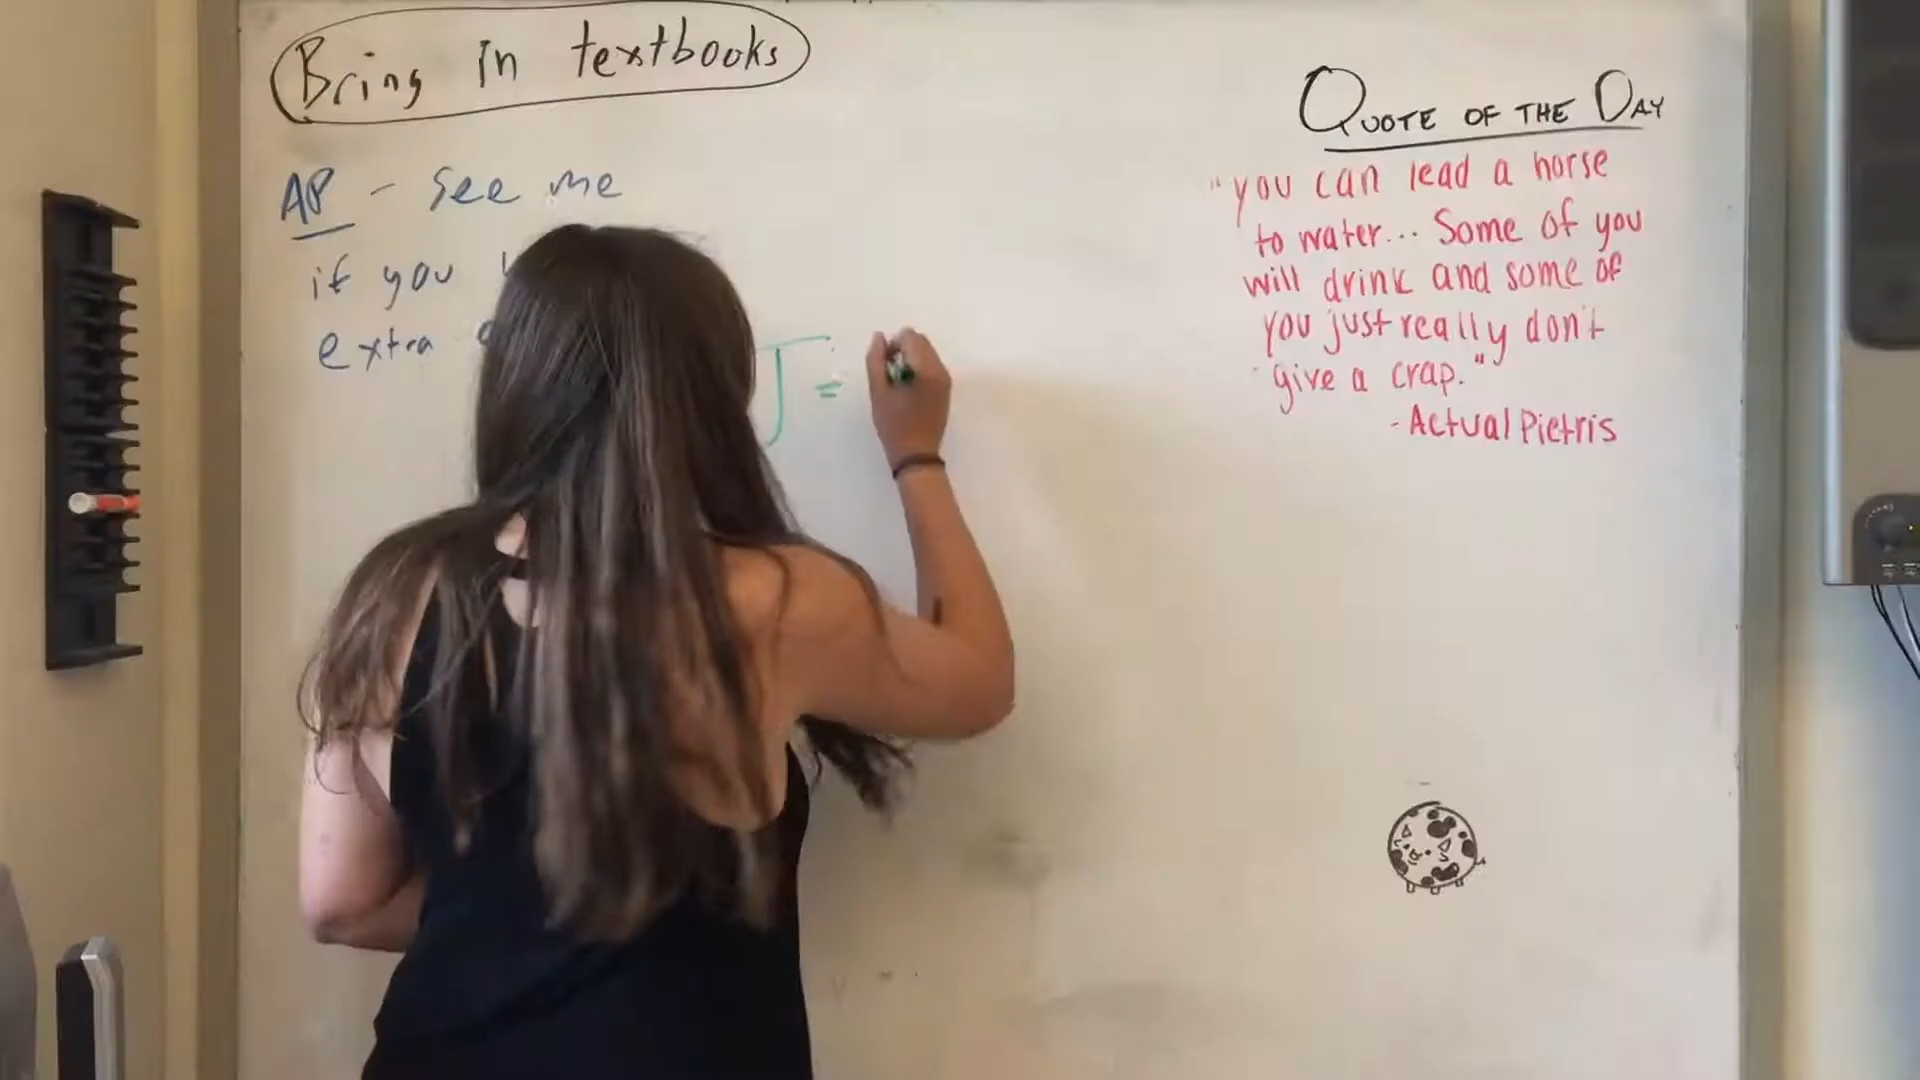 Bring in textbooks
AP - see me
if you
extra
J =
QUOTE OF THE DAY
"you can lead a horse
to water... Some of you
will drink and some of
you just really don't
give a crap."
- Actual Pietris